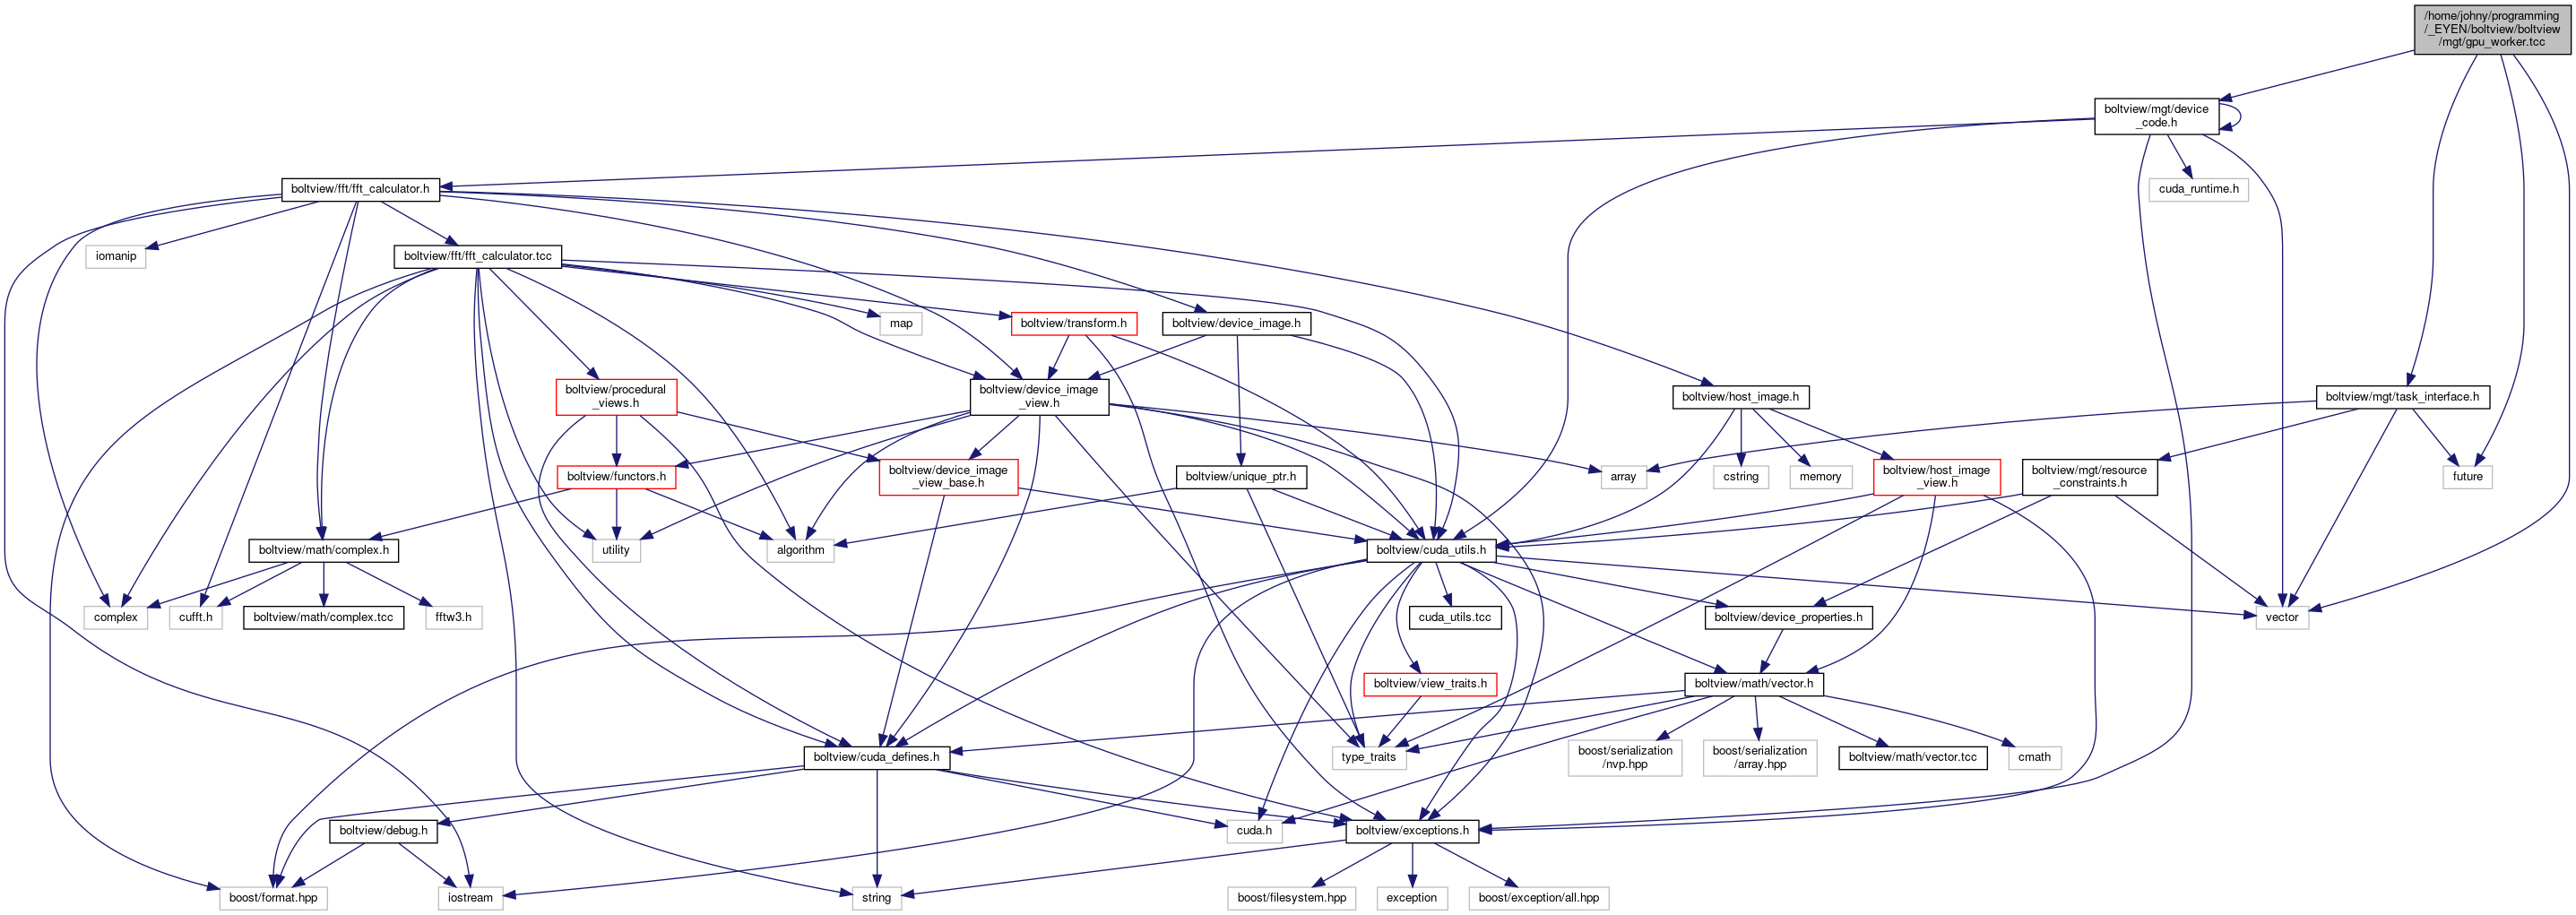 /home/johny/programming
/_EYEN/boltview/boltview
/mgt/gpu_worker.tcc
boltview/mgt/device
_code.h
boltview/fft/fft_calculator.h
cuda_runtime.h
iomanip
boltview/fft/fft_calculator.tcc
map
boltview/transform.h
boltview/device_image.h
boltview/procedural
_views.h
boltview/device_image
_view.h
boltview/host_image.h
boltview/mgt/task_interface.h
boltview/functors.h
boltview/device_image
_view_base.h
boltview/unique_ptr.h
array
cstring
memory
boltview/host_image
_view.h
boltview/mgt/resource
_constraints.h
future
boltview/math/complex.h
utility
algorithm
boltview/cuda_utils.h
complex
cufft.h
boltview/math/complex.tcc
fftw3.h
cuda_utils.tcc
boltview/device_properties.h
vector
boltview/view_traits.h
boltview/math/vector.h
boltview/cuda_defines.h
type_traits
boost/serialization
/nvp.hpp
boost/serialization
/array.hpp
boltview/math/vector.tcc
cmath
boltview/debug.h
cuda.h
boltview/exceptions.h
boost/format.hpp
iostream
string
boost/filesystem.hpp
exception
boost/exception/all.hpp